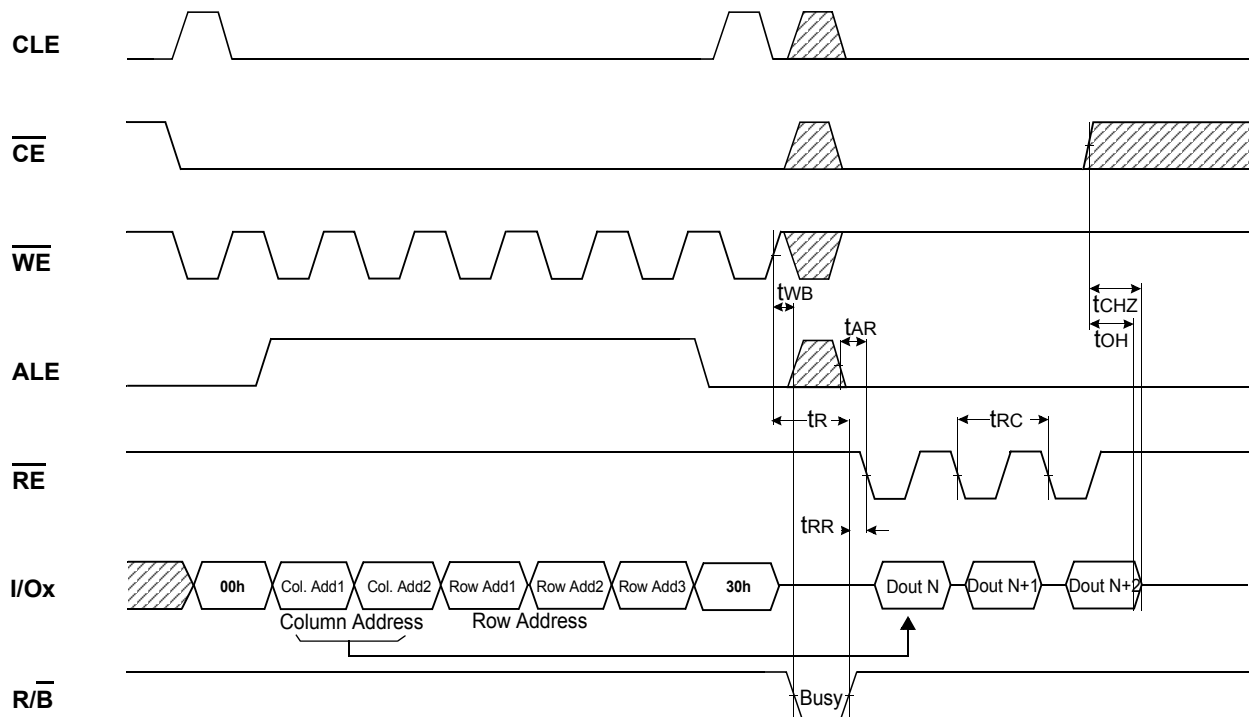 CLE
CE
WE
tWB
tCHZ
tAR
tOH
ALE
tR
tRC
RE
tRR
I/Ox
00h
Col. Add1
Col. Add2
Row Add1
Row Add2
Row Add3
30h
Dout N
Dout N+1
Dout N+2
Column Address
Row Address
R/B
Busy